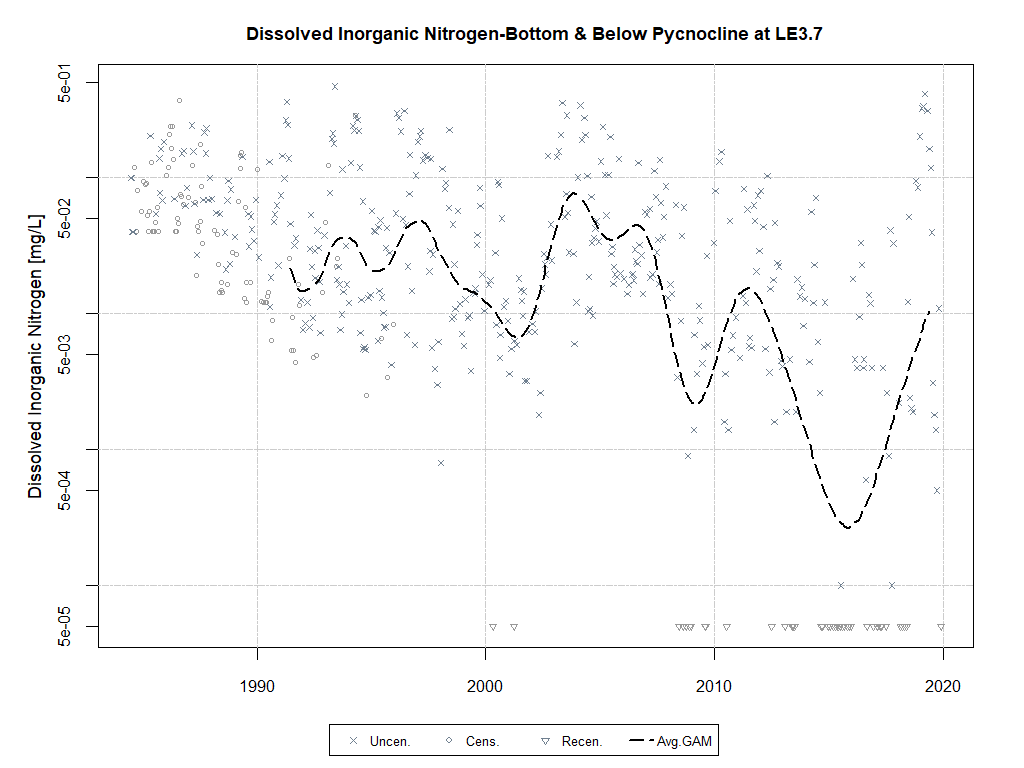 Dissolved Inorganic Nitrogen-Bottom & Below Pycnocline at LE3.7
Dissolved Inorganic Nitrogen [mg/L]
5e-01
5e-02
5e-03
5e-04
5e-05
1990 2000 2010 2020
Uncen. Cens. Recen. Avg.GAM